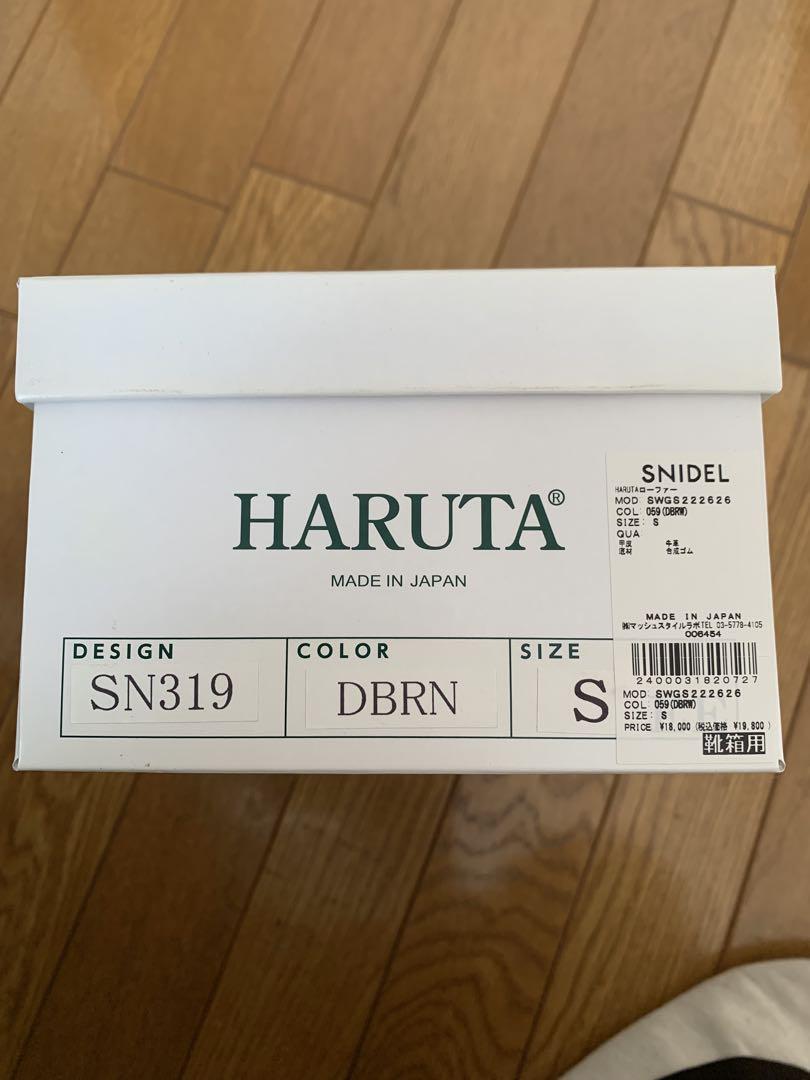 HARUTA®
MADE IN JAPAN
DESIGN
SN319
COLOR
DBRN
SIZE
S
SNIDEL
HARUTAローファー
MOD: SWGS222626
COL: 059(DBRW)
SIZE: S
QUA
甲皮 牛革
底材 合成ゴム
MADE IN JAPAN
㈱マッシュスタイルラボTEL 03-5778-4105
006454
2400031820727
MOD: SWGS222626
COL: 059(DBRW)
SIZE: S
PRICE ¥18,000 (税込価格 ¥19,800)
靴箱用